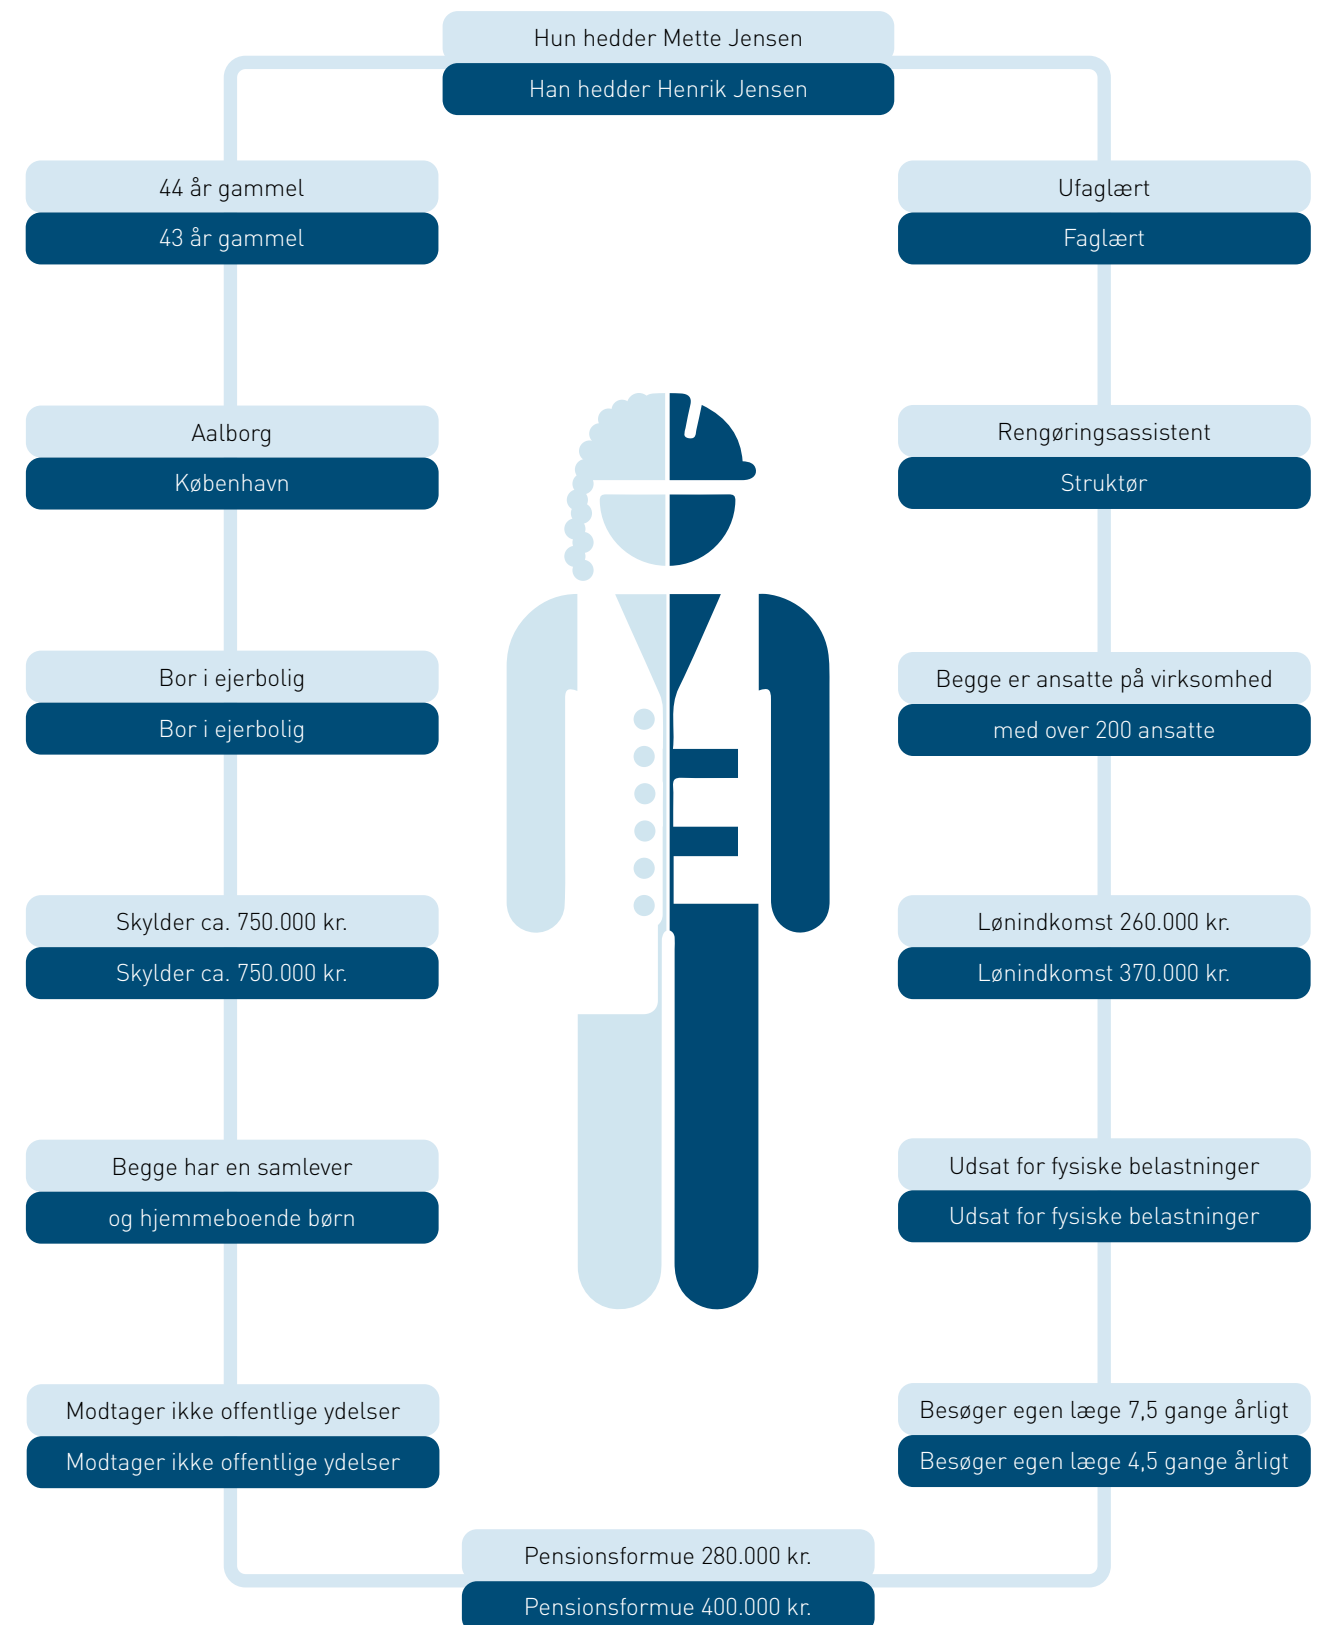 Hun hedder Mette Jensen
Han hedder Henrik Jensen
44 år gammel
43 år gammel
Aalborg
København
Bor i ejerbolig
Bor i ejerbolig
Skylder ca. 750.000 kr.
Skylder ca. 750.000 kr.
Begge har en samlever
og hjemmeboende børn
Modtager ikke offentlige ydelser
Modtager ikke offentlige ydelser
Ufaglært
Faglært
Rengøringsassistent
Struktør
Begge er ansatte på virksomhed
med over 200 ansatte
Lønindkomst 260.000 kr.
Lønindkomst 370.000 kr.
Udsat for fysiske belastninger
Udsat for fysiske belastninger
Besøger egen læge 7,5 gange årligt
Besøger egen læge 4,5 gange årligt
Pensionsformue 280.000 kr.
Pensionsformue 400.000 kr.